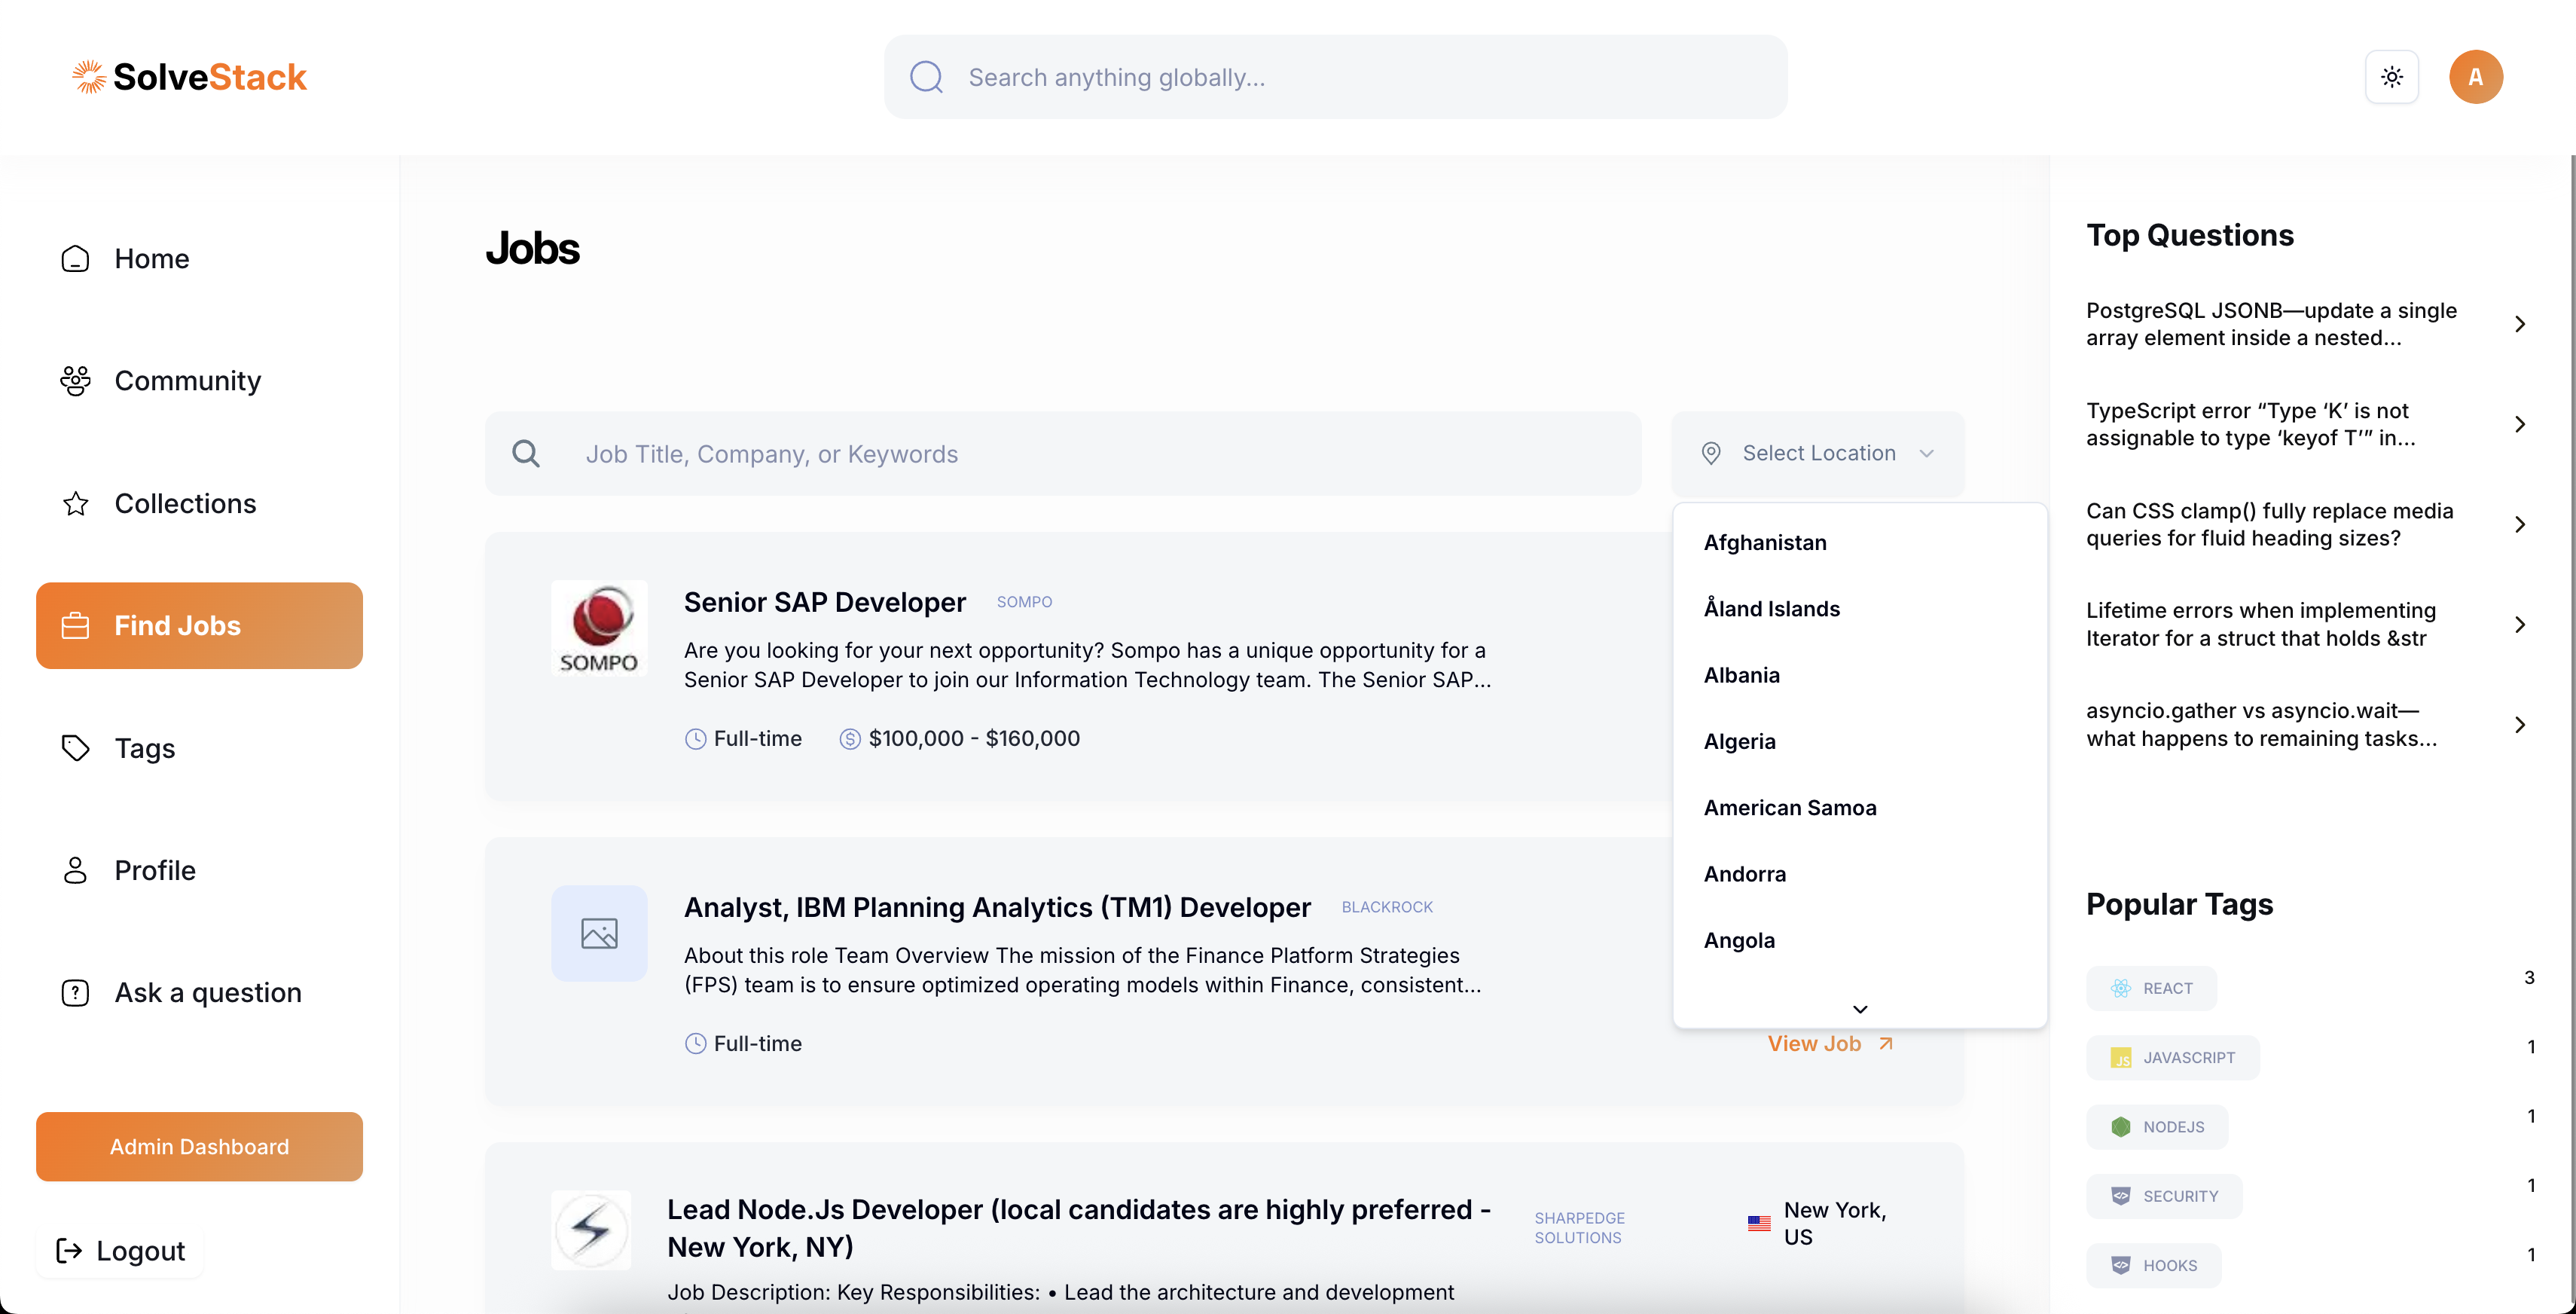 SolveStack
Search anything globally...
A
Home
Community
Collections
Find Jobs
Tags
Profile
Ask a question
Admin Dashboard
Logout
Jobs
Job Title, Company, or Keywords
Select Location
Afghanistan
Åland Islands
Albania
Algeria
American Samoa
Andorra
Angola
SOMPO
Senior SAP Developer SOMPO
Are you looking for your next opportunity? Sompo has a unique opportunity for a
Senior SAP Developer to join our Information Technology team. The Senior SAP...
Full-time $100,000 - $160,000
Analyst, IBM Planning Analytics (TM1) Developer BLACKROCK
About this role Team Overview The mission of the Finance Platform Strategies
(FPS) team is to ensure optimized operating models within Finance, consistent...
Full-time
View Job
Lead Node.Js Developer (local candidates are highly preferred -
New York, NY)
SHARPEDGE
SOLUTIONS
New York,
US
Job Description: Key Responsibilities: • Lead the architecture and development
Top Questions
PostgreSQL JSONB—update a single
array element inside a nested...
TypeScript error “Type ‘K’ is not
assignable to type ‘keyof T’” in...
Can CSS clamp() fully replace media
queries for fluid heading sizes?
Lifetime errors when implementing
Iterator for a struct that holds &str
asyncio.gather vs asyncio.wait—
what happens to remaining tasks...
Popular Tags
REACT 3
JS JAVASCRIPT 1
NODEJS 1
SECURITY 1
HOOKS 1